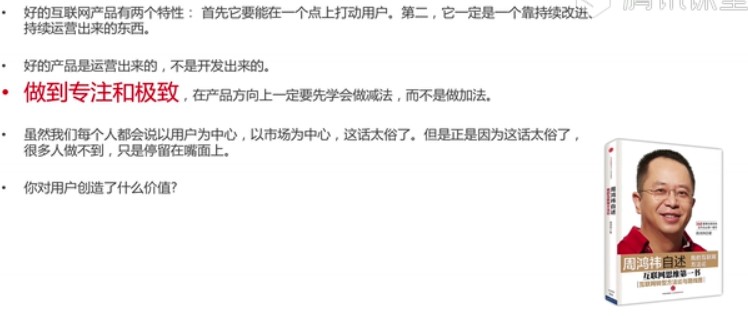 腾讯课堂
• 好的互联网产品有两个特性： 首先它要能在一个点上打动用户。第二，它一定是一个靠持续改进、
持续运营出来的东西。
• 好的产品是运营出来的，不是开发出来的。
• 做到专注和极致，在产品方向上一定要先学会做减法，而不是做加法。
• 虽然我们每个人都会说以用户为中心，以市场为中心，这话太俗了。但是正是因为这话太俗了，
很多人做不到，只是停留在嘴面上。
• 你对用户创造了什么价值?
周鸿祎自述
周鸿祎自述
互联网思维第一书